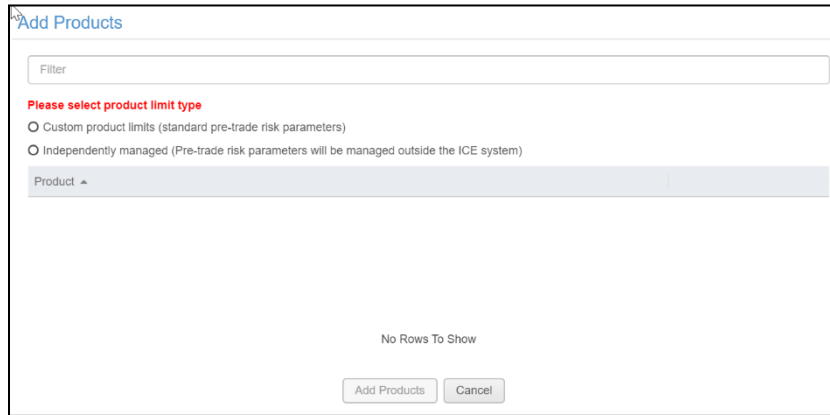 Add Products
Filter
Please select product limit type
Custom product limits (standard pre-trade risk parameters)
Independently managed (Pre-trade risk parameters will be managed outside the ICE system)
Product
No Rows To Show
Add Products Cancel